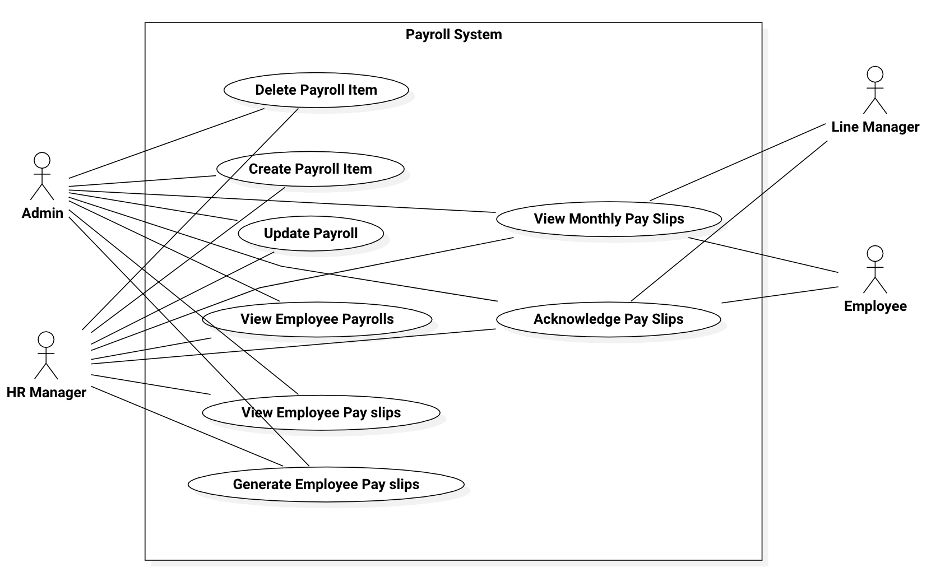 Payroll System
Delete Payroll Item
Line Manager
Create Payroll Item
Admin
View Monthly Pay Slips
Update Payroll
Employee
View Employee Payrolls
Acknowledge Pay Slips
HR Manager
View Employee Pay slips
Generate Employee Pay slips